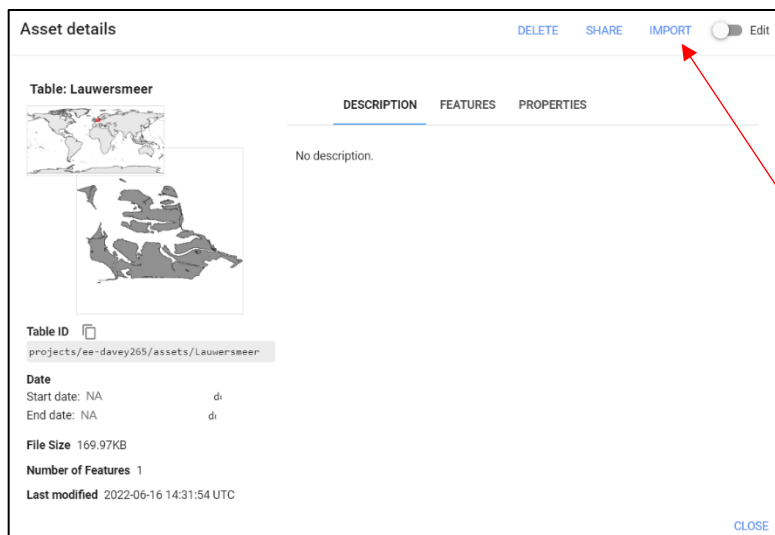 Asset details
DELETE SHARE IMPORT Edit
Table: Lauwersmeer
DESCRIPTION FEATURES PROPERTIES
No description.
Table ID
projects/ee-davey265/assets/Lauwersmeer
Date
Start date: NA
End date: NA
File Size 169.97KB
Number of Features 1
Last modified 2022-06-16 14:31:54 UTC
CLOSE